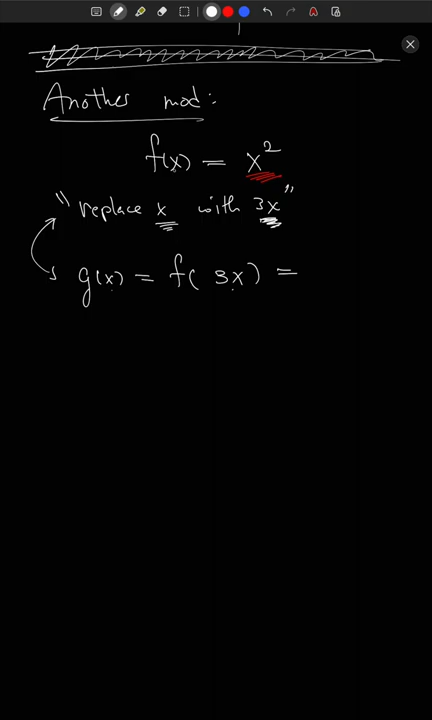 Another mod:
f(x) = x²
"replace x with 3x"
g(x) = f( 3x ) =